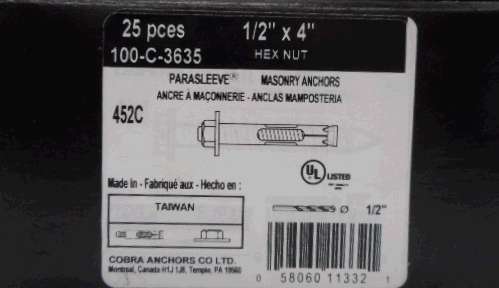 25 pces 1/2" x 4"
100-C-3635 HEX NUT
PARASLEEVE® MASONRY ANCHORS
ANCRE A MAÇONNERIE - ANCLAS MAMPOSTERIA
452C
UL LISTED
Made in - Fabriqué aux - Hecho en :
TAIWAN
Ø 1/2"
COBRA ANCHORS CO LTD.
Montreal, Canada H1J 1J8, Temple, PA 19560
0 58060 11332 1